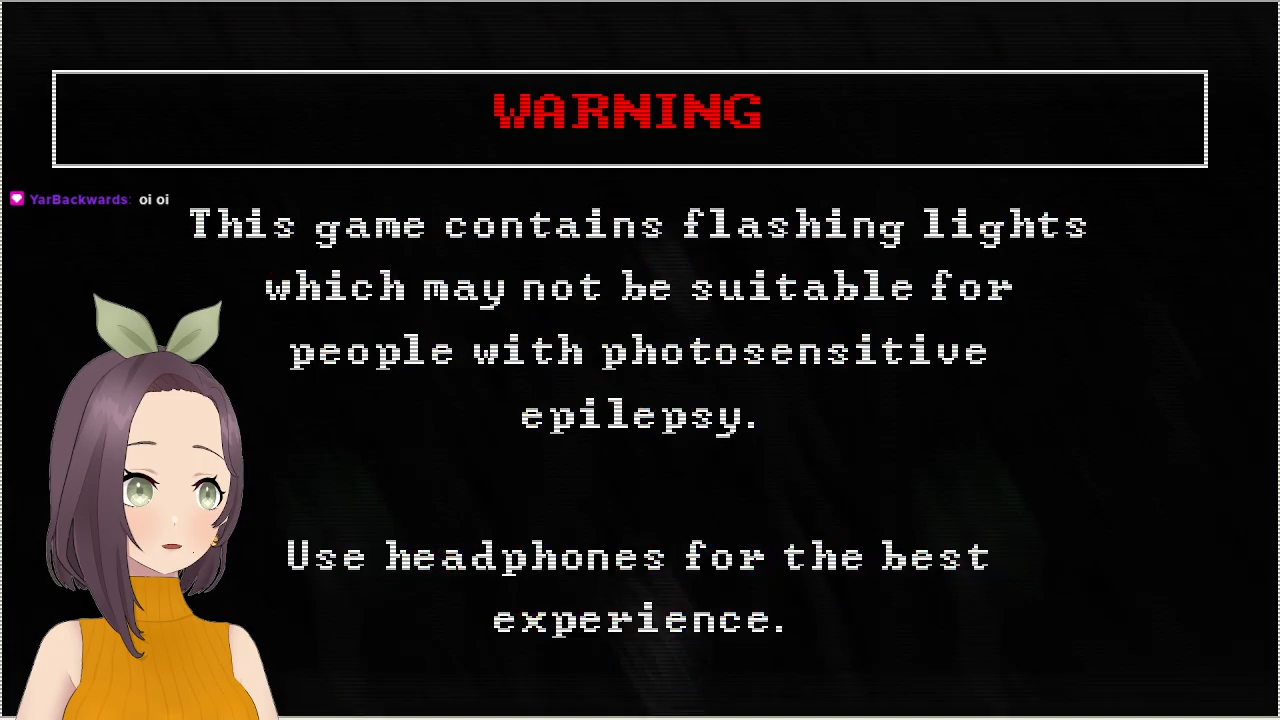 WARNING
YarBackwards: oi oi
This game contains flashing lights
which may not be suitable for
people with photosensitive
epilepsy.
Use headphones for the best
experience.